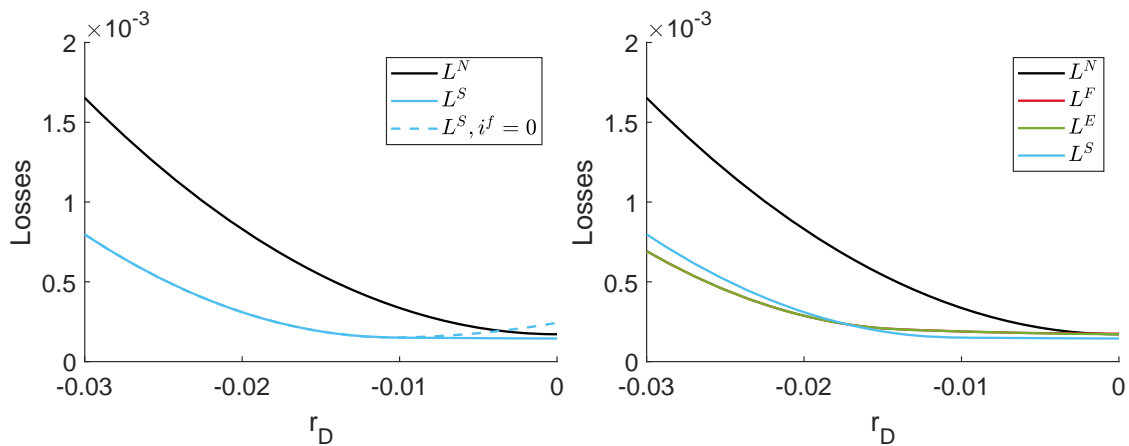 ×10⁻³
2
1.5
1
0.5
0
Losses
-0.03
-0.02
-0.01
0
r_D
L^N
L^S
L^S, i^f = 0
×10⁻³
2
1.5
1
0.5
0
Losses
-0.03
-0.02
-0.01
0
r_D
L^N
L^F
L^E
L^S